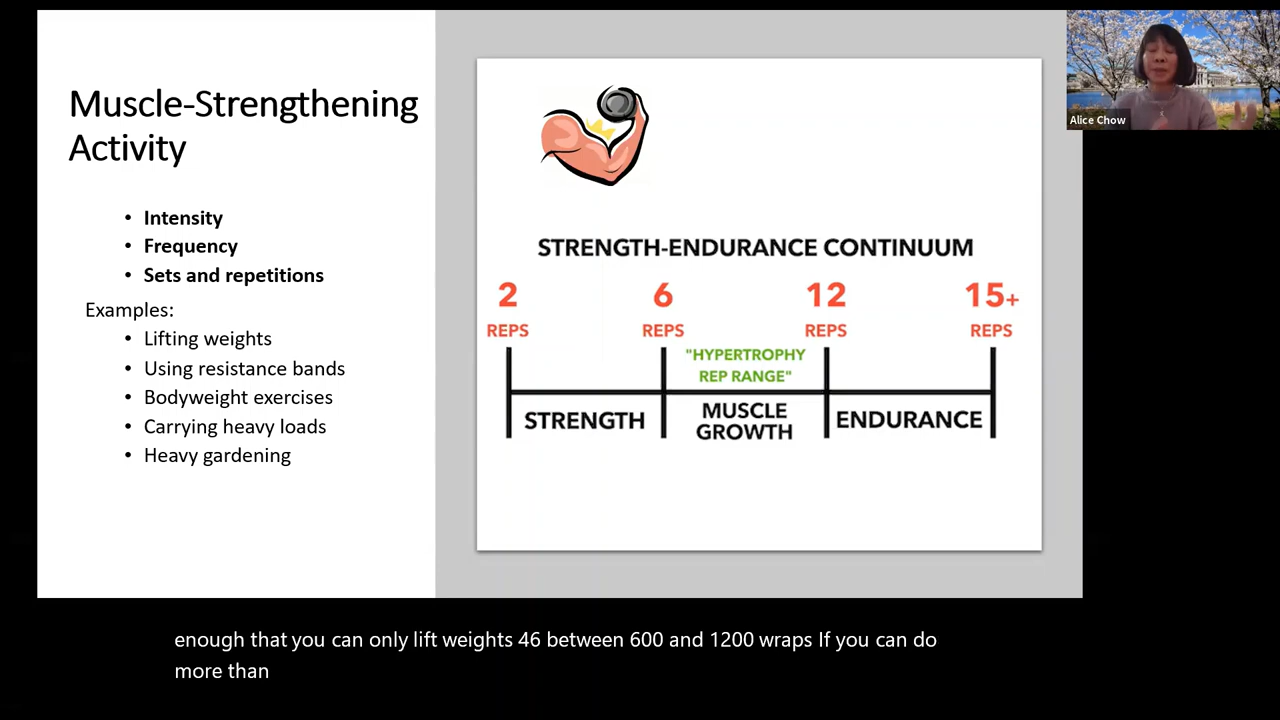 Muscle-Strengthening
Activity
• Intensity
• Frequency
• Sets and repetitions
Examples:
• Lifting weights
• Using resistance bands
• Bodyweight exercises
• Carrying heavy loads
• Heavy gardening
STRENGTH-ENDURANCE CONTINUUM
2 6 12 15+
REPS REPS REPS REPS
"HYPERTROPHY
REP RANGE"
STRENGTH MUSCLE GROWTH ENDURANCE
Alice Chow
enough that you can only lift weights 46 between 600 and 1200 wraps If you can do
more than